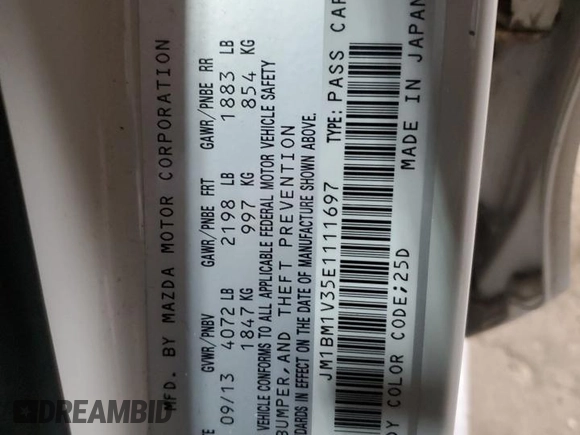 MFD. BY MAZDA MOTOR CORPORATION
GVWR/PNBV GAWR/PNBE FRT GAWR/PNBE RR
09/13 4072 LB 2198 LB 1883 LB
1847 KG 997 KG 854 KG
VEHICLE CONFORMS TO ALL APPLICABLE FEDERAL MOTOR VEHICLE SAFETY
BUMPER, AND THEFT PREVENTION
IN EFFECT ON THE DATE OF MANUFACTURE SHOWN ABOVE.
JM1BM1V35E1111697 TYPE: PASS CAR
COLOR CODE;25D MADE IN JAPAN
DREAMBID